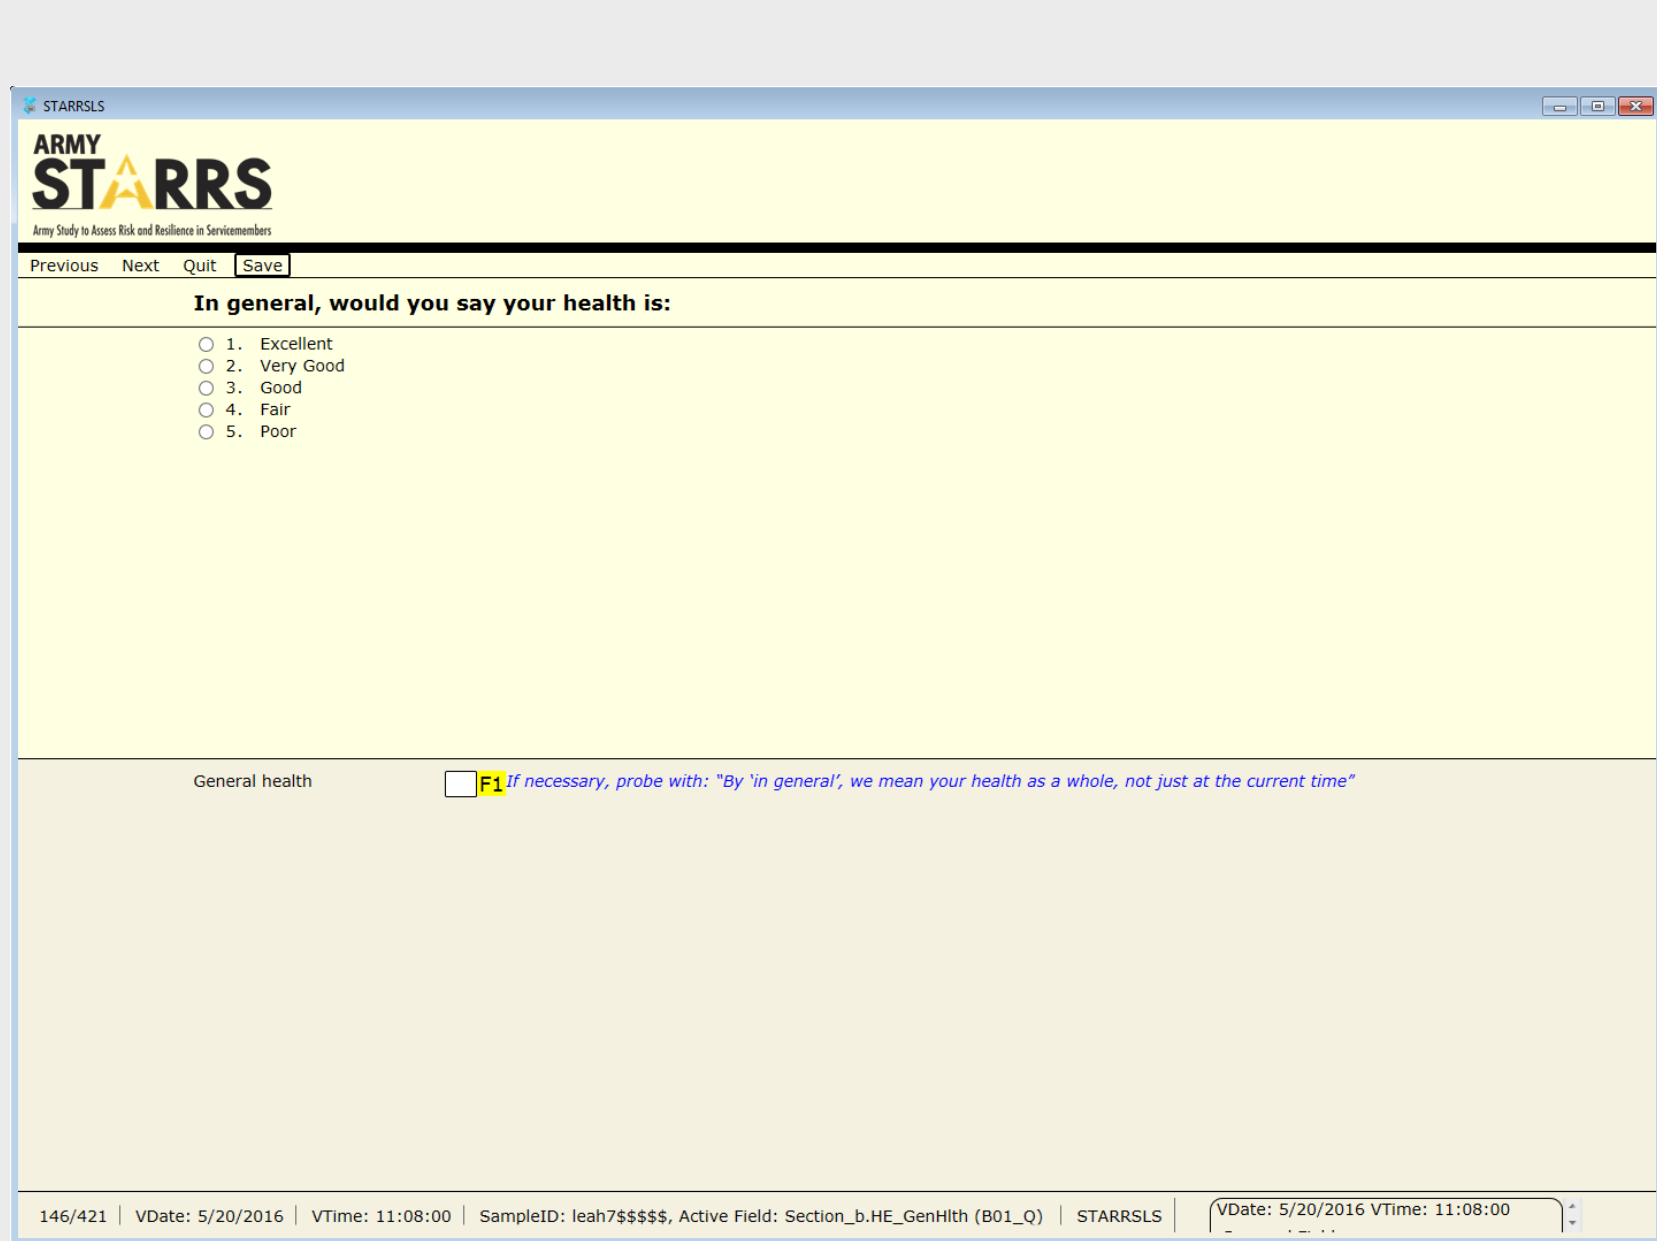 STARRSLS
ARMY
STARRS
Army Study to Assess Risk and Resilience in Servicemembers
Previous Next Quit Save
In general, would you say your health is:
1. Excellent
2. Very Good
3. Good
4. Fair
5. Poor
General health F1 If necessary, probe with: “By ‘in general’, we mean your health as a whole, not just at the current time”
146/421 VDate: 5/20/2016 VTime: 11:08:00 SampleID: leah7$$$$$, Active Field: Section_b.HE_GenHlth (B01_Q) STARRSLS VDate: 5/20/2016 VTime: 11:08:00